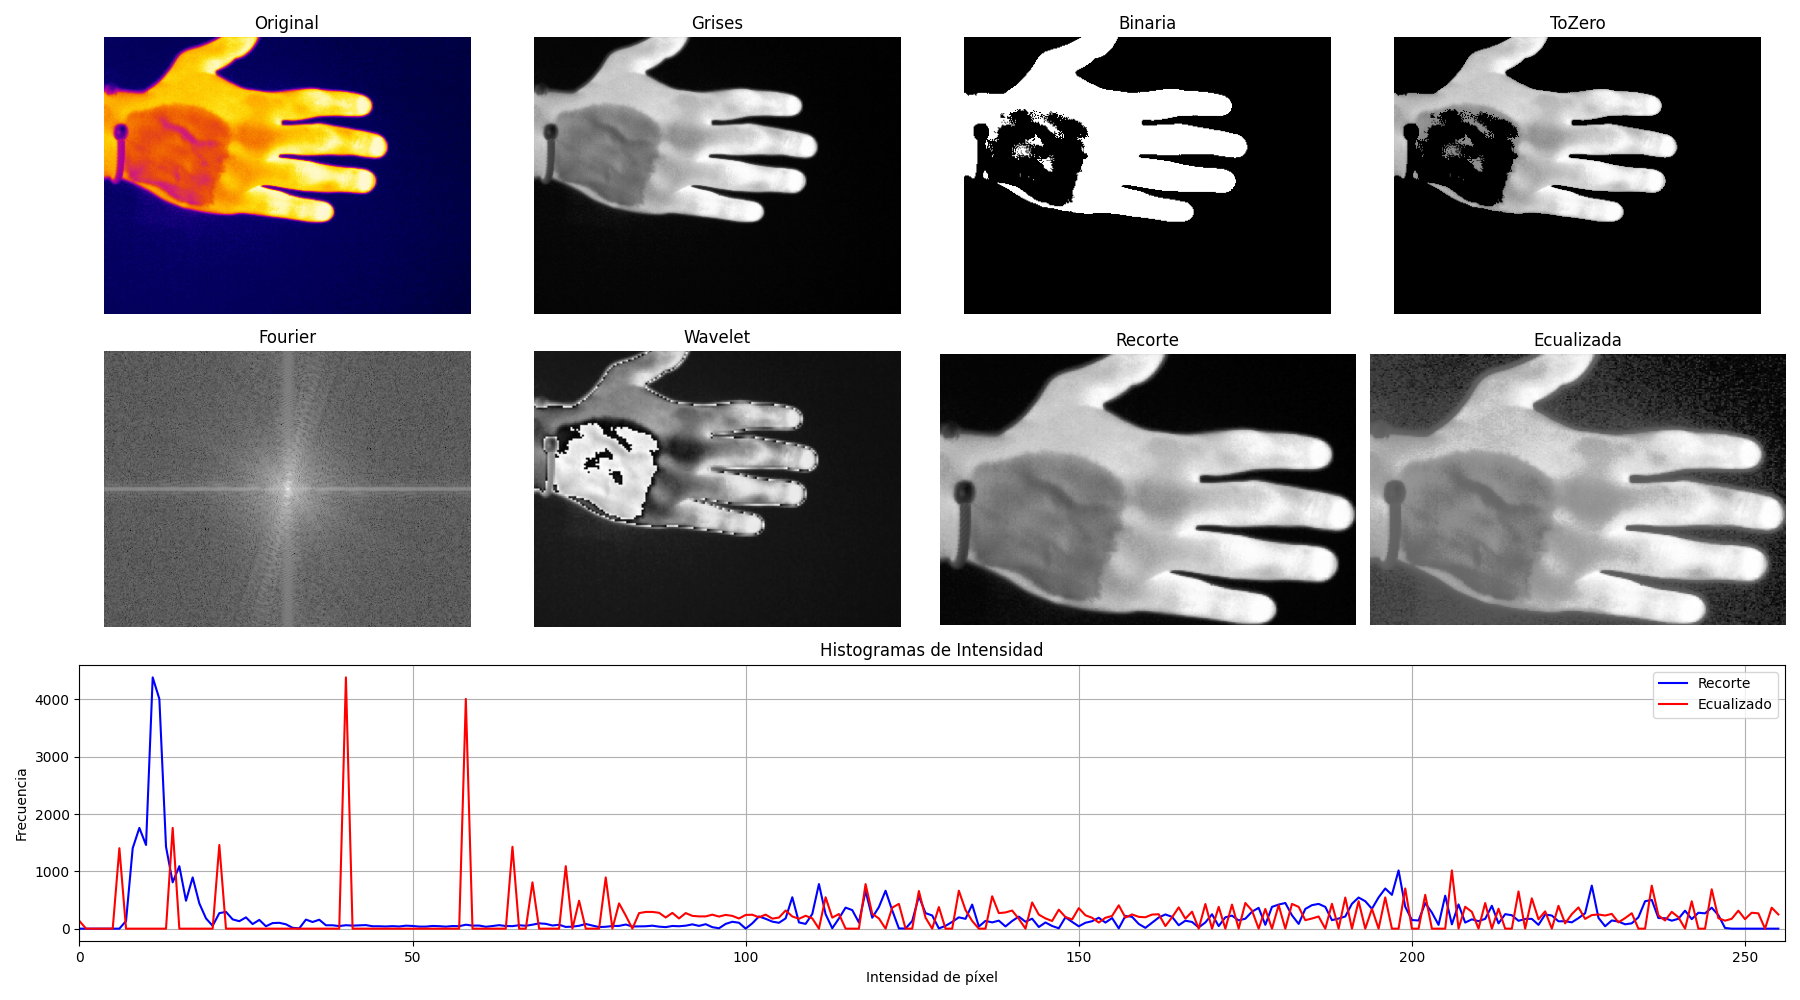 Original
Grises
Binaria
ToZero
Fourier
Wavelet
Recorte
Ecualizada
Histogramas de Intensidad
Frecuencia
4000
3000
2000
1000
0
Recorte
Ecualizado
0
50
100
150
200
250
Intensidad de píxel